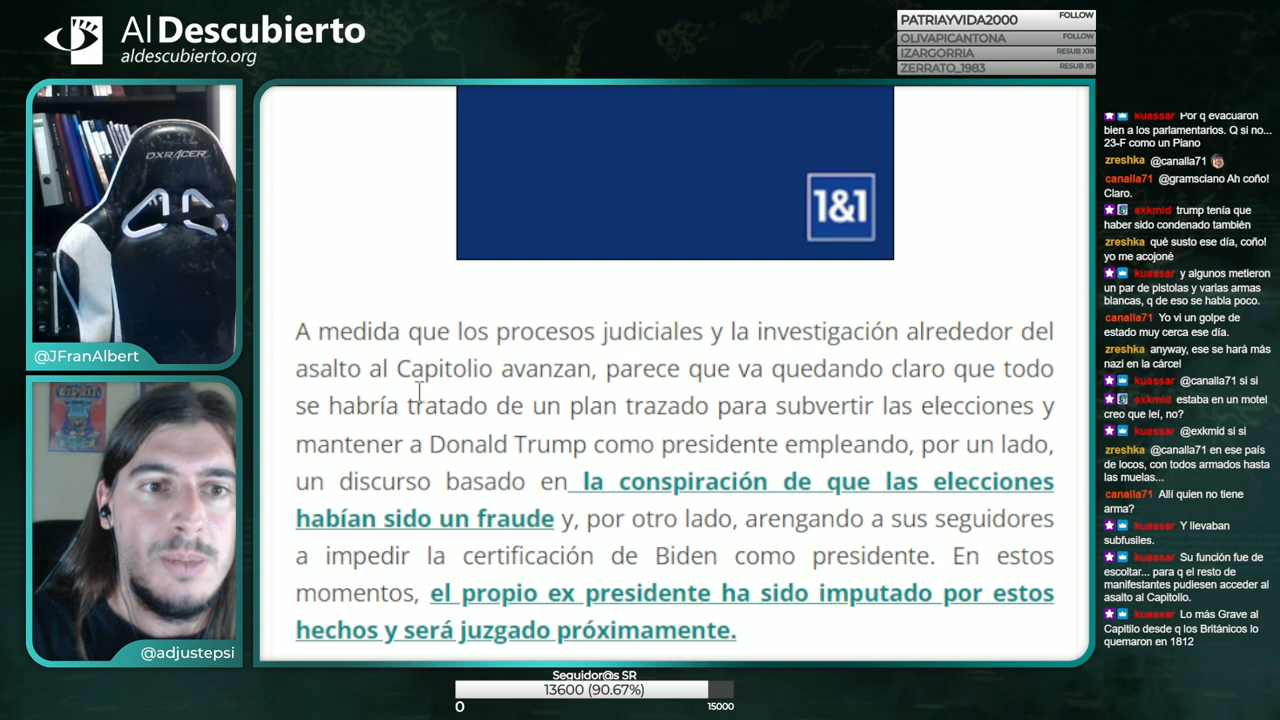 Al Descubierto
aldescubierto.org
PATRIAYVIDA2000 FOLLOW
OLIVAPICANTONA FOLLOW
IZARGORRIA RESUB X18
ZERRATO_1983 RESUB X9
DXRACER
@JFranAlbert
@adjustepsi
1&1
A medida que los procesos judiciales y la investigación alrededor del
asalto al Capitolio avanzan, parece que va quedando claro que todo
se habría tratado de un plan trazado para subvertir las elecciones y
mantener a Donald Trump como presidente empleando, por un lado,
un discurso basado en la conspiración de que las elecciones
habían sido un fraude y, por otro lado, arengando a sus seguidores
a impedir la certificación de Biden como presidente. En estos
momentos, el propio ex presidente ha sido imputado por estos
hechos y será juzgado próximamente.
kuassar Por q evacuaron
bien a los parlamentarios. Q si no...
23-F como un Piano
zreshka @canalla71
canalla71 @gramsciano Ah coño!
Claro.
exkmid trump tenía que
haber sido condenado también
zreshka qué susto ese día, coño!
yo me acojoné
kuassar y algunos metieron
un par de pistolas y varias armas
blancas, q de eso se habla poco.
canalla71 Yo vi un golpe de
estado muy cerca ese día.
zreshka anyway, ese se hará más
nazi en la cárcel
kuassar @canalla71 si si
exkmid estaba en un motel
creo que leí, no?
kuassar @exkmid si si
zreshka @canalla71 en ese país
de locos, con todos armados hasta
las muelas...
canalla71 Allí quien no tiene
arma?
kuassar Y llevaban
subfusiles.
kuassar Su función fue de
escoltar... para q el resto de
manifestantes pudiesen acceder al
asalto al Capitolio.
kuassar Lo más Grave al
Capitilo desde q los Británicos lo
quemaron en 1812
Seguidor@s SR
13600 (90.67%)
0 15000